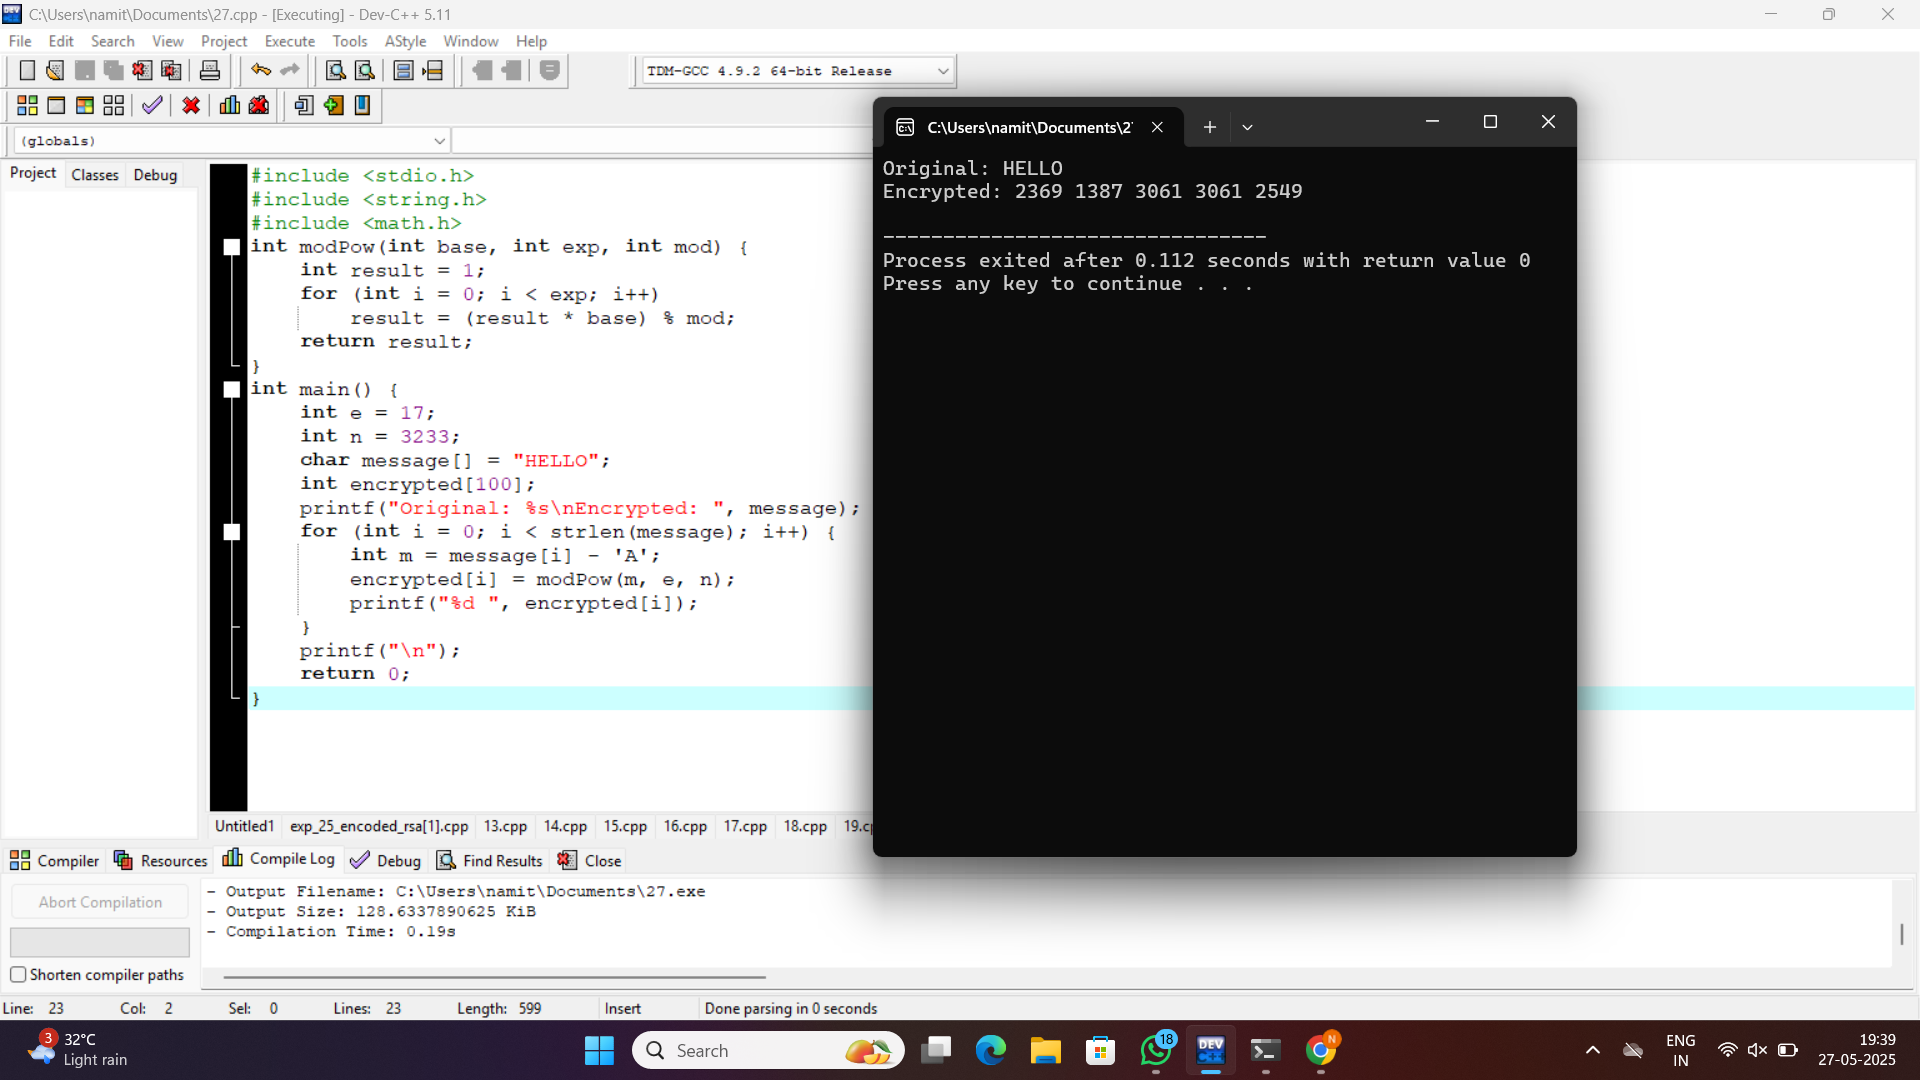 C:\Users\namit\Documents\27.cpp - [Executing] - Dev-C++ 5.11
File Edit Search View Project Execute Tools AStyle Window Help
TDM-GCC 4.9.2 64-bit Release
(globals)
Project Classes Debug
#include <stdio.h>
#include <string.h>
#include <math.h>
int modPow(int base, int exp, int mod) {
    int result = 1;
    for (int i = 0; i < exp; i++)
        result = (result * base) % mod;
    return result;
}
int main() {
    int e = 17;
    int n = 3233;
    char message[] = "HELLO";
    int encrypted[100];
    printf("Original: %s\nEncrypted: ", message);
    for (int i = 0; i < strlen(message); i++) {
        int m = message[i] - 'A';
        encrypted[i] = modPow(m, e, n);
        printf("%d ", encrypted[i]);
    }
    printf("\n");
    return 0;
}
C:\Users\namit\Documents\2
Original: HELLO
Encrypted: 2369 1387 3061 3061 2549
--------------------------------
Process exited after 0.112 seconds with return value 0
Press any key to continue . . .
Untitled1 exp_25_encoded_rsa[1].cpp 13.cpp 14.cpp 15.cpp 16.cpp 17.cpp 18.cpp 19.c
Compiler Resources Compile Log Debug Find Results Close
Abort Compilation
Shorten compiler paths
- Output Filename: C:\Users\namit\Documents\27.exe
- Output Size: 128.6337890625 KiB
- Compilation Time: 0.19s
Line: 23 Col: 2 Sel: 0 Lines: 23 Length: 599 Insert Done parsing in 0 seconds
3
32°C
Light rain
Search
18
DEV
C++
N
ENG
IN
19:39
27-05-2025